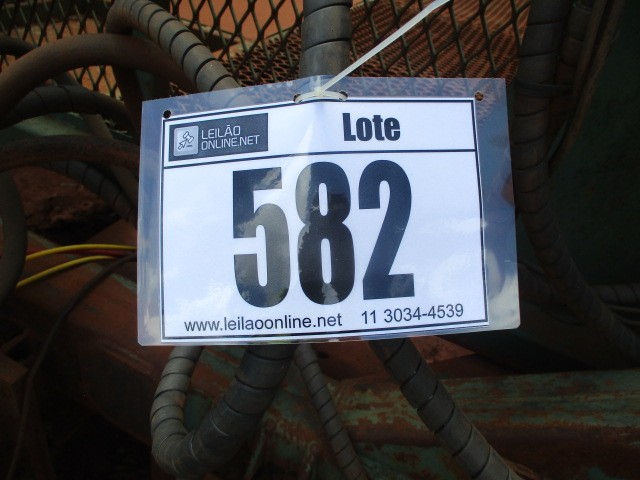 LEILÃO
ONLINE.NET
Lote
582
www.leilaoonline.net 11 3034-4539